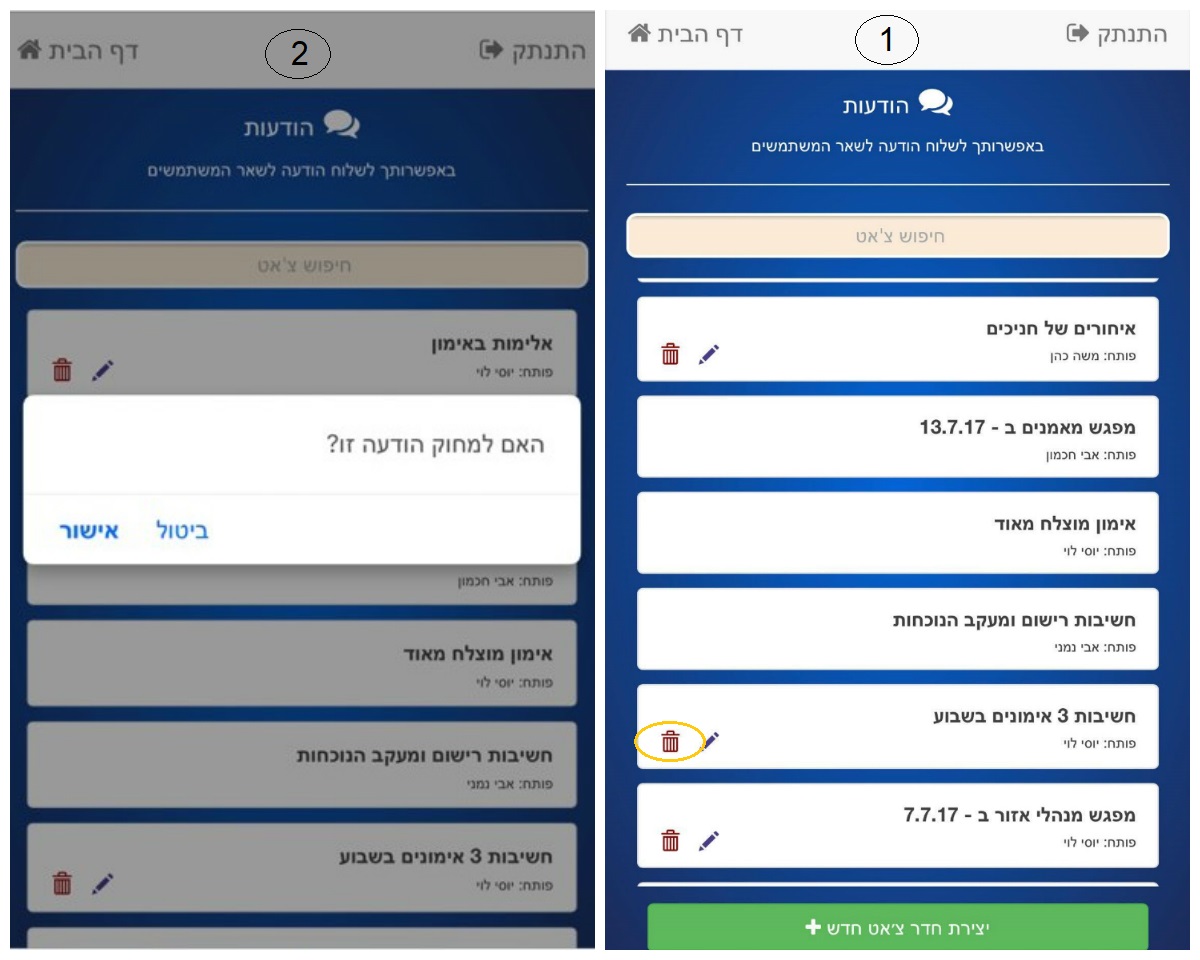 התנתק
1
דף הבית
הודעות
באפשרותך לשלוח הודעה לשאר המשתמשים
חיפוש צ'אט
איחורים של חניכים
פותח: משה כהן
מפגש מאמנים ב - 13.7.17
פותח: אבי חכמון
אימון מוצלח מאוד
פותח: יוסי לוי
חשיבות רישום ומעקב הנוכחות
פותח: אבי נמני
חשיבות 3 אימונים בשבוע
פותח: יוסי לוי
מפגש מנהלי אזור ב - 7.7.17
פותח: יוסי לוי
יצירת חדר צ׳אט חדש +
התנתק
2
דף הבית
הודעות
באפשרותך לשלוח הודעה לשאר המשתמשים
חיפוש צ'אט
אלימות באימון
פותח: יוסי לוי
האם למחוק הודעה זו?
ביטול
אישור
פותח: אבי חכמון
אימון מוצלח מאוד
פותח: יוסי לוי
חשיבות רישום ומעקב הנוכחות
פותח: אבי נמני
חשיבות 3 אימונים בשבוע
פותח: יוסי לוי